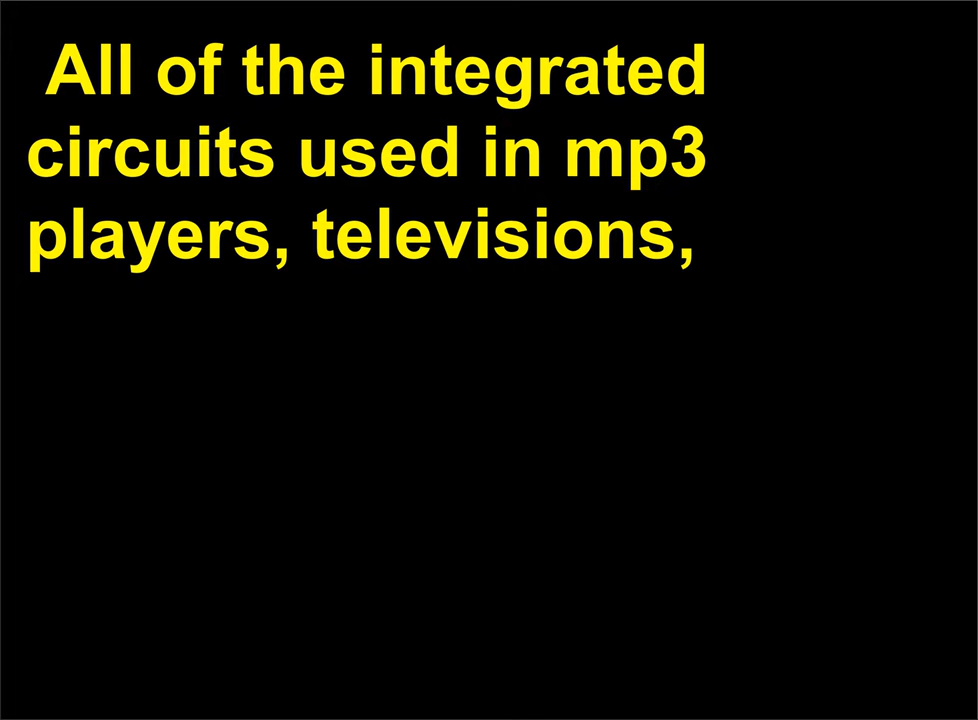 All of the integrated
circuits used in mp3
players, televisions,